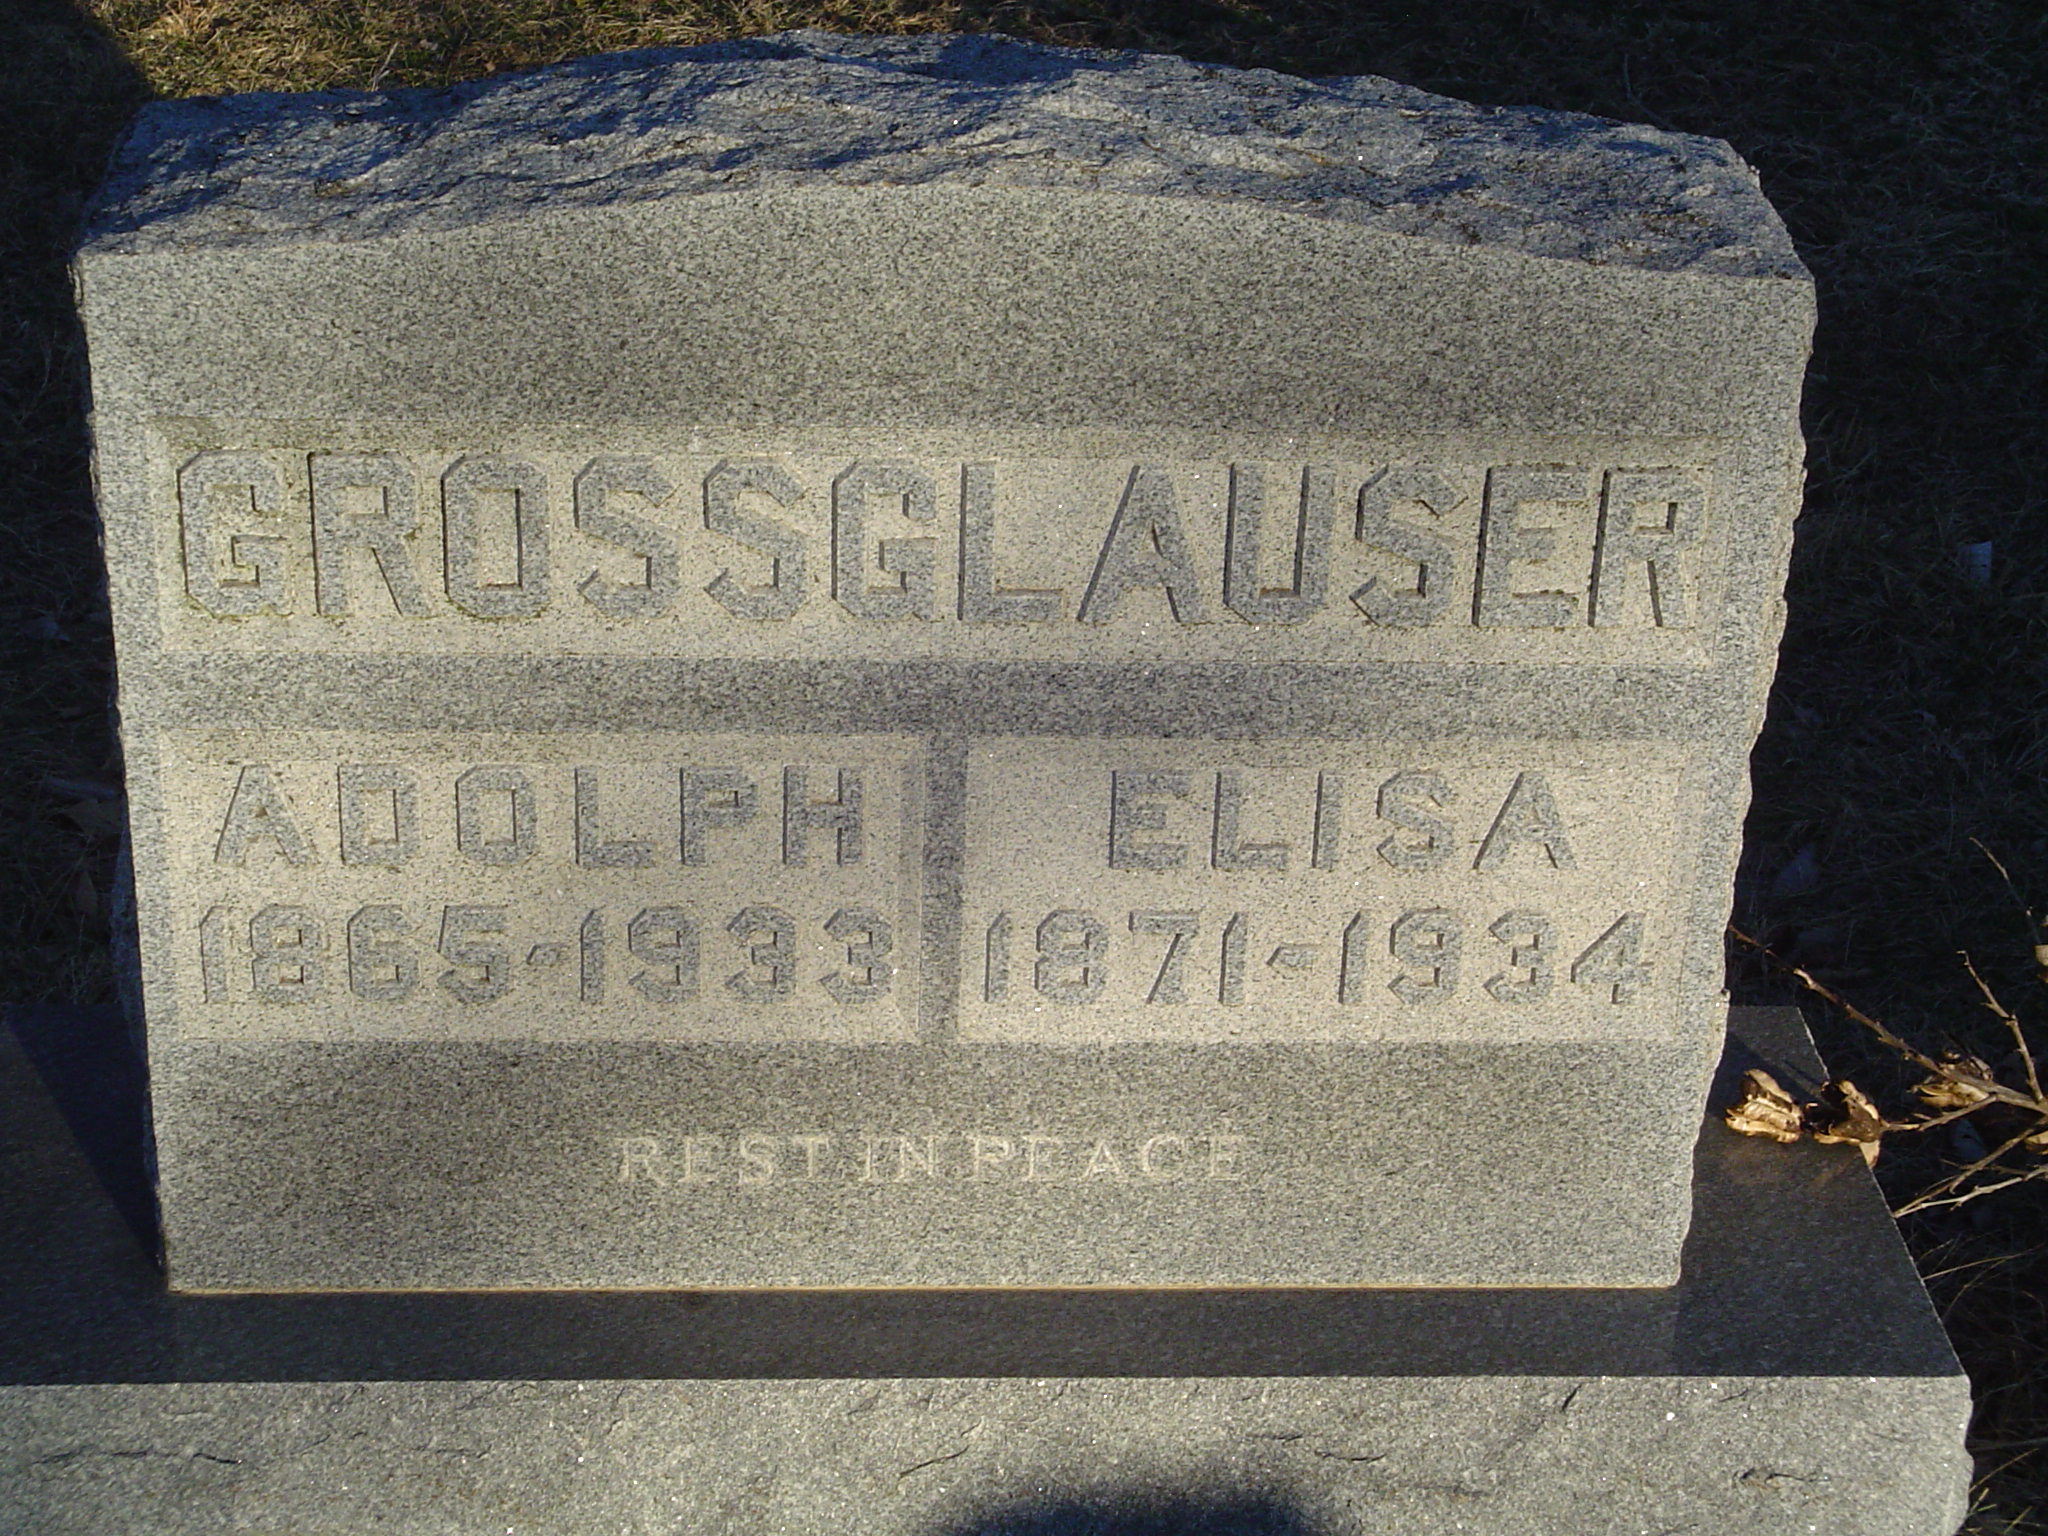 GROSSGLAUSER
ADOLPH
1865-1933
ELISA
1871-1934
REST IN PEACE